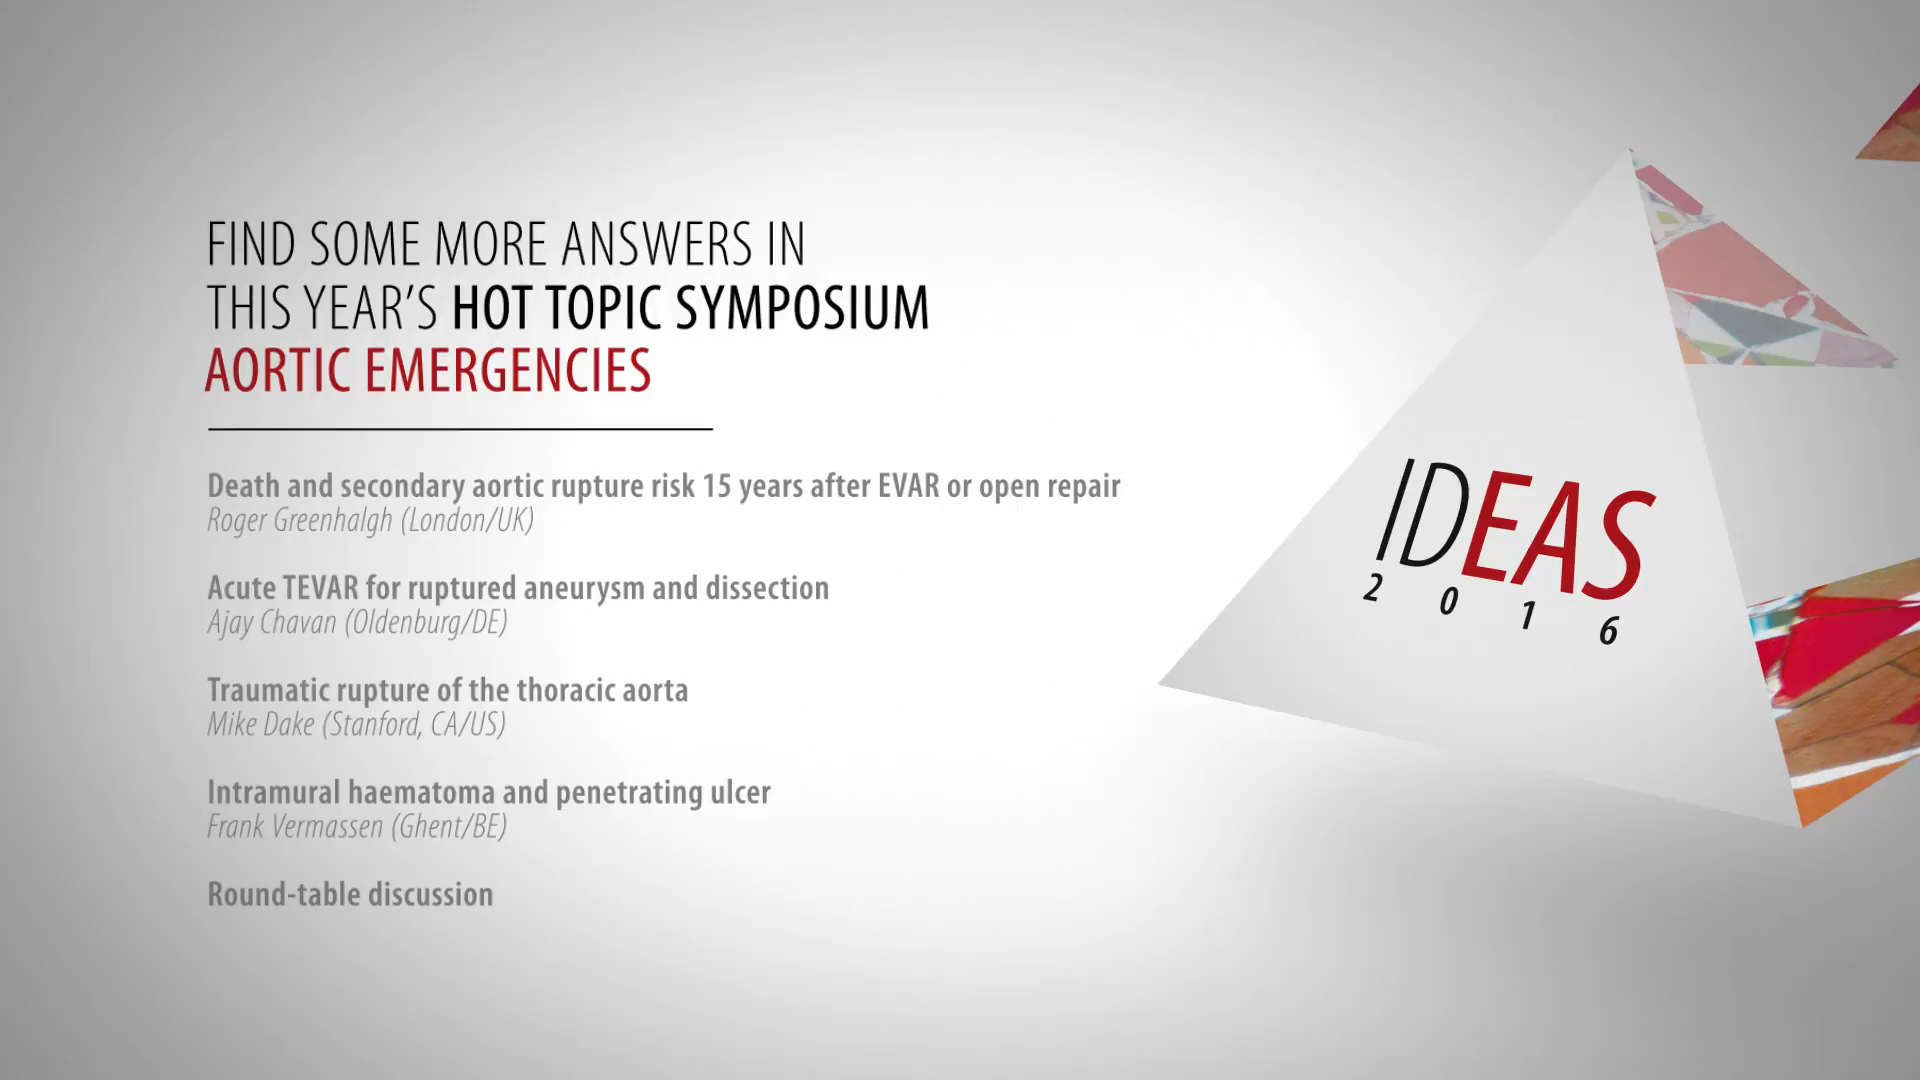 FIND SOME MORE ANSWERS IN
THIS YEAR'S HOT TOPIC SYMPOSIUM
AORTIC EMERGENCIES
Death and secondary aortic rupture risk 15 years after EVAR or open repair
Roger Greenhalgh (London/UK)
Acute TEVAR for ruptured aneurysm and dissection
Ajay Chavan (Oldenburg/DE)
Traumatic rupture of the thoracic aorta
Mike Dake (Stanford, CA/US)
Intramural haematoma and penetrating ulcer
Frank Vermassen (Ghent/BE)
Round-table discussion
IDEAS
2016